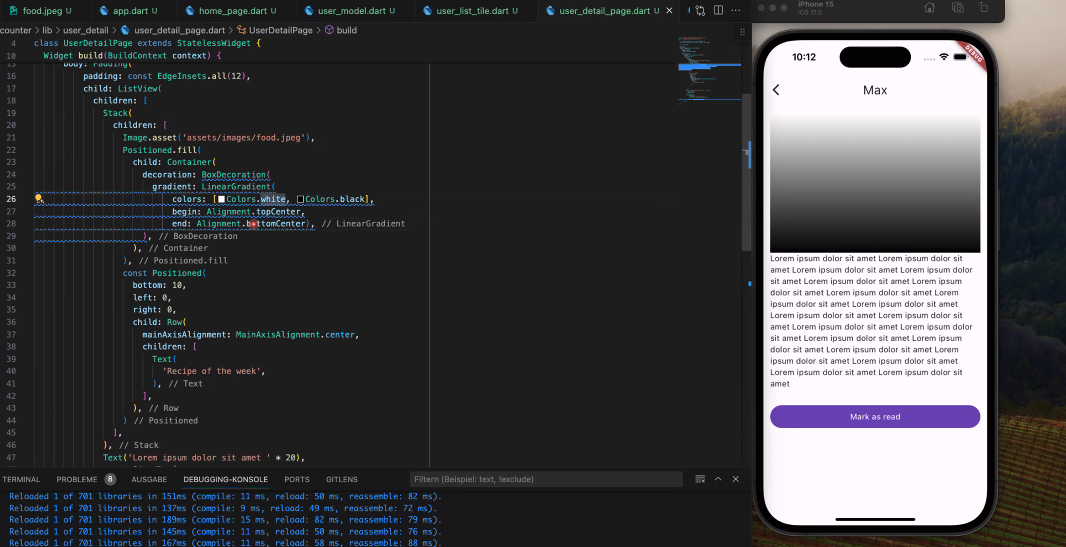 food.jpeg U
app.dart U
home_page.dart U
user_model.dart U
user_list_tile.dart U
user_detail_page.dart U
counter > lib > user_detail > user_detail_page.dart > UserDetailPage > build
4 class UserDetailPage extends StatelessWidget {
10 Widget build(BuildContext context) {
15 body: Padding(
16 padding: const EdgeInsets.all(12),
17 child: ListView(
18 children: [
19 Stack(
20 children: [
21 Image.asset('assets/images/food.jpeg'),
22 Positioned.fill(
23 child: Container(
24 decoration: BoxDecoration(
25 gradient: LinearGradient(
26 colors: [Colors.white, Colors.black],
27 begin: Alignment.topCenter,
28 end: Alignment.bottomCenter), // LinearGradient
29 ), // BoxDecoration
30 ), // Container
31 ), // Positioned.fill
32 const Positioned(
33 bottom: 10,
34 left: 0,
35 right: 0,
36 child: Row(
37 mainAxisAlignment: MainAxisAlignment.center,
38 children: [
39 Text(
40 'Recipe of the week',
41 ), // Text
42 ],
43 ), // Row
44 ) // Positioned
45 ],
46 ), // Stack
47 Text('Lorem ipsum dolor sit amet ' * 20),
TERMINAL PROBLEME 8 AUSGABE DEBUGGING-KONSOLE PORTS GITLENS
Filtern (Beispiel: text, !exclude)
Reloaded 1 of 701 libraries in 151ms (compile: 11 ms, reload: 50 ms, reassemble: 82 ms).
Reloaded 1 of 701 libraries in 137ms (compile: 9 ms, reload: 49 ms, reassemble: 72 ms).
Reloaded 1 of 701 libraries in 189ms (compile: 15 ms, reload: 82 ms, reassemble: 79 ms).
Reloaded 1 of 701 libraries in 145ms (compile: 11 ms, reload: 50 ms, reassemble: 76 ms).
Reloaded 1 of 701 libraries in 167ms (compile: 11 ms, reload: 58 ms, reassemble: 88 ms).
iPhone 15
iOS 17.0
10:12
DEBUG
Max
Lorem ipsum dolor sit amet Lorem ipsum dolor sit
amet Lorem ipsum dolor sit amet Lorem ipsum dolor
sit amet Lorem ipsum dolor sit amet Lorem ipsum
dolor sit amet Lorem ipsum dolor sit amet Lorem
ipsum dolor sit amet Lorem ipsum dolor sit amet
Lorem ipsum dolor sit amet Lorem ipsum dolor sit
amet Lorem ipsum dolor sit amet Lorem ipsum dolor
sit amet Lorem ipsum dolor sit amet Lorem ipsum
dolor sit amet Lorem ipsum dolor sit amet Lorem
ipsum dolor sit amet Lorem ipsum dolor sit amet
Lorem ipsum dolor sit amet Lorem ipsum dolor sit
amet
Mark as read